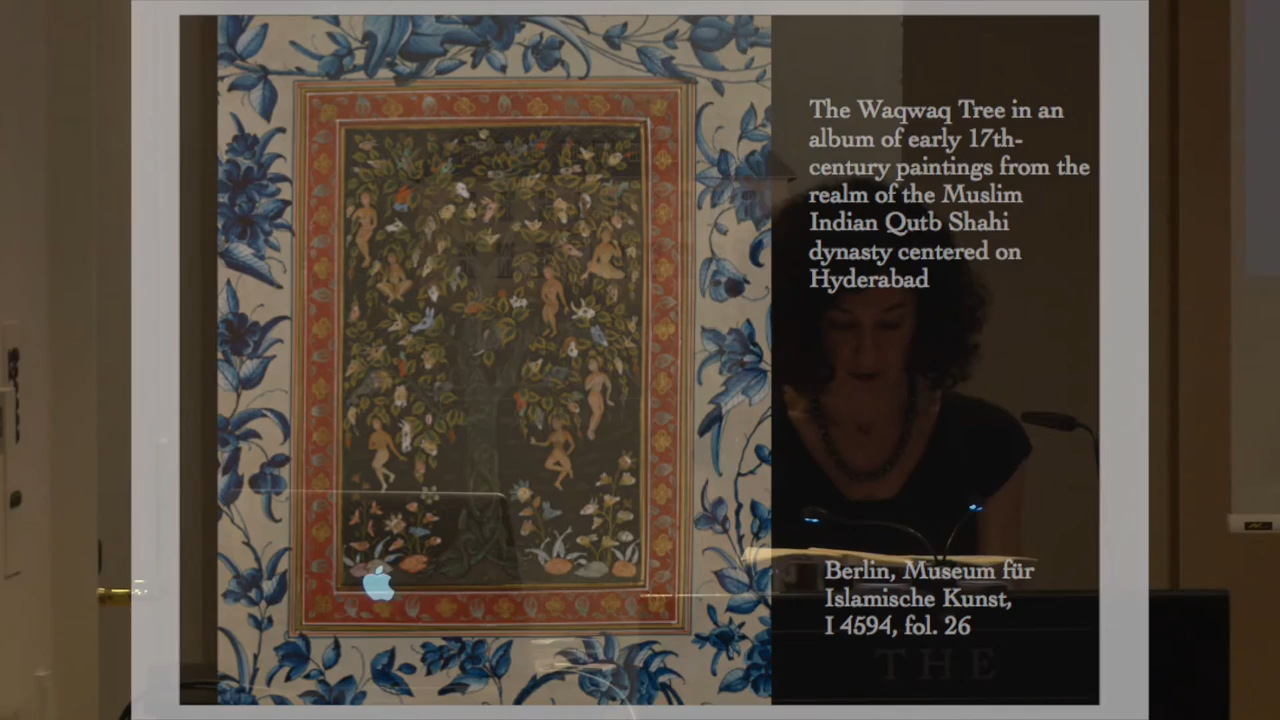 The Waqwaq Tree in an
album of early 17th-
century paintings from the
realm of the Muslim
Indian Qutb Shahi
dynasty centered on
Hyderabad
Berlin, Museum für
Islamische Kunst,
I 4594, fol. 26
THE